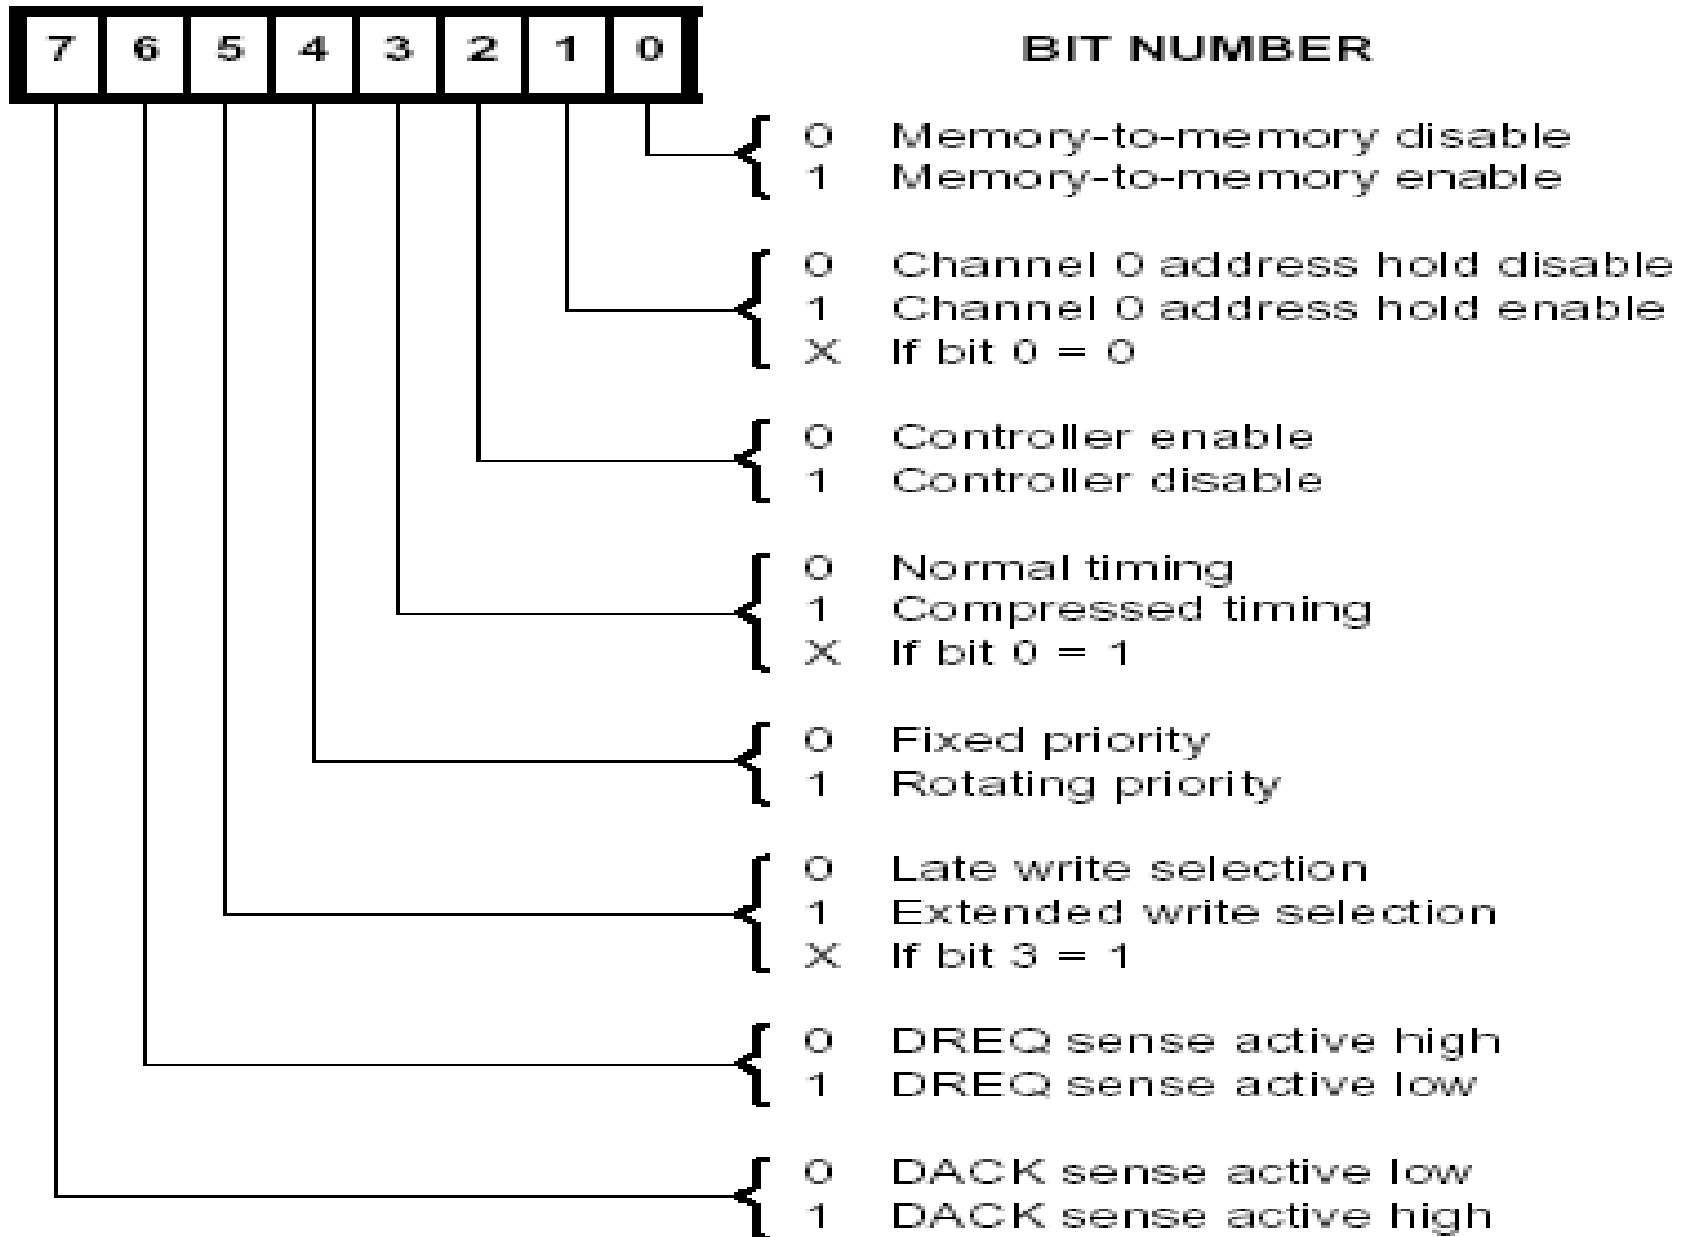 7 6 5 4 3 2 1 0 BIT NUMBER
0 Memory-to-memory disable
1 Memory-to-memory enable
0 Channel 0 address hold disable
1 Channel 0 address hold enable
X If bit 0 = 0
0 Controller enable
1 Controller disable
0 Normal timing
1 Compressed timing
X If bit 0 = 1
0 Fixed priority
1 Rotating priority
0 Late write selection
1 Extended write selection
X If bit 3 = 1
0 DREQ sense active high
1 DREQ sense active low
0 DACK sense active low
1 DACK sense active high